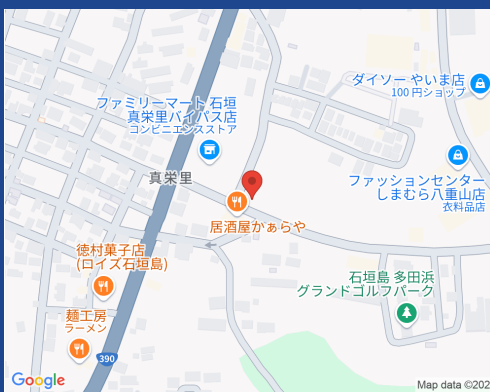 ダイソー やいま店
100 円ショップ
ファミリーマート 石垣
真栄里バイパス店
コンビニエンスストア
真栄里
ファッションセンター
しまむら八重山店
衣料品店
居酒屋かぁらや
徳村菓子店
(ロイズ石垣島)
石垣島 多田浜
グランドゴルフパーク
麺工房
ラーメン
390
Google
Map data ©202